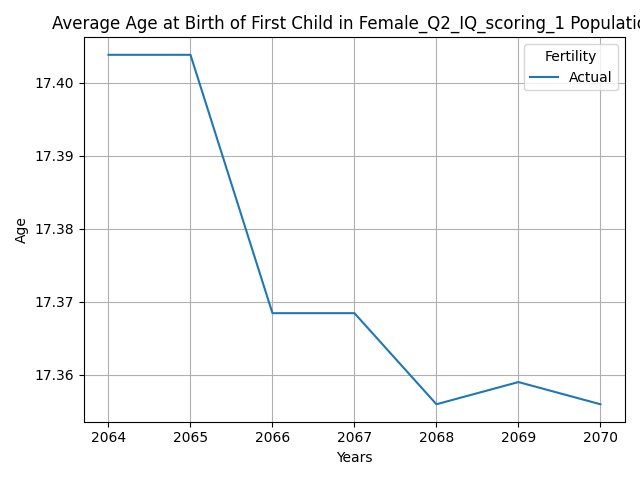 Average Age at Birth of First Child in Female_Q2_IQ_scoring_1 Populatio
Fertility
Actual
17.40
17.39
17.38
17.37
17.36
Age
2064 2065 2066 2067 2068 2069 2070
Years